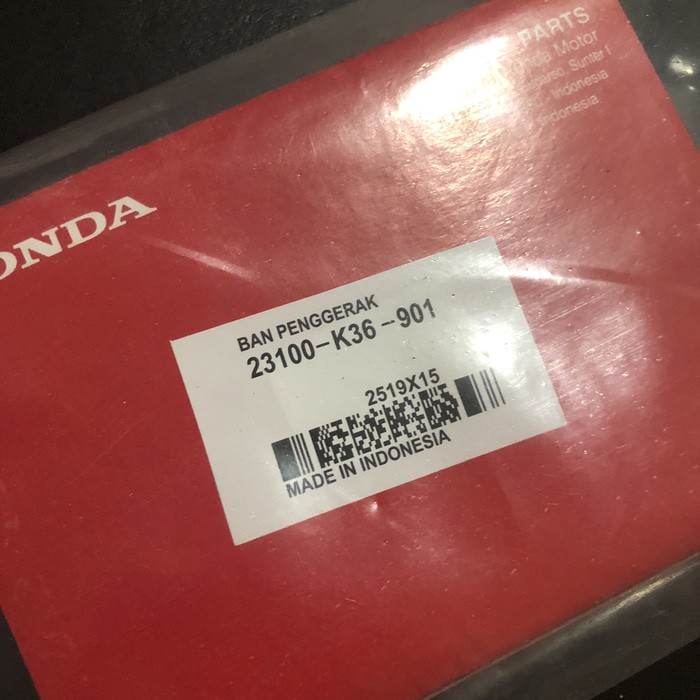 PARTS
Honda Motor
Sunter I
Indonesia
Indonesia
ONDA
BAN PENGGERAK
23100-K36-901
2519X15
MADE IN INDONESIA